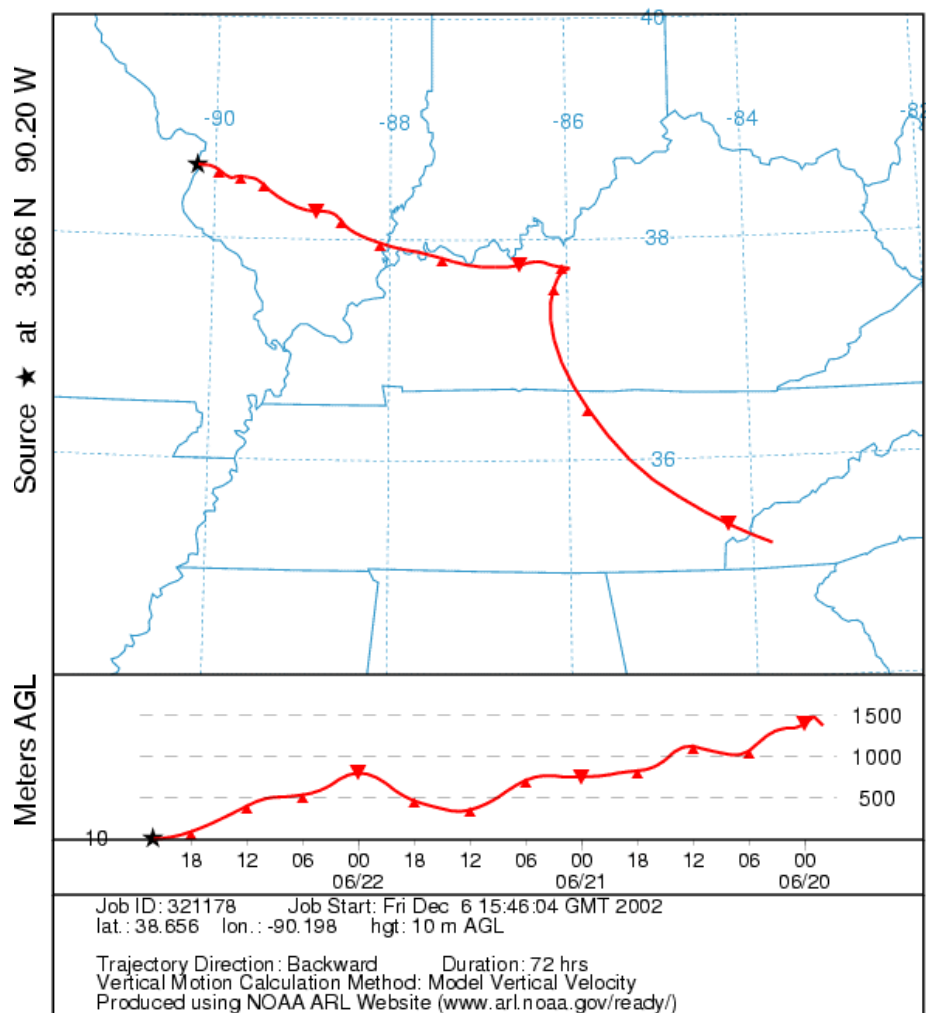 Source ★ at 38.66 N 90.20 W
40
-90
-88
-86
-84
38
36
Meters AGL
1500
1000
500
10
18 12 06 00 18 12 06 00 18 12 06 00
06/22 06/21 06/20
Job ID: 321178 Job Start: Fri Dec 6 15:46:04 GMT 2002
lat.: 38.656 lon.: -90.198 hgt: 10 m AGL
Trajectory Direction: Backward Duration: 72 hrs
Vertical Motion Calculation Method: Model Vertical Velocity
Produced using NOAA ARL Website (www.arl.noaa.gov/ready/)